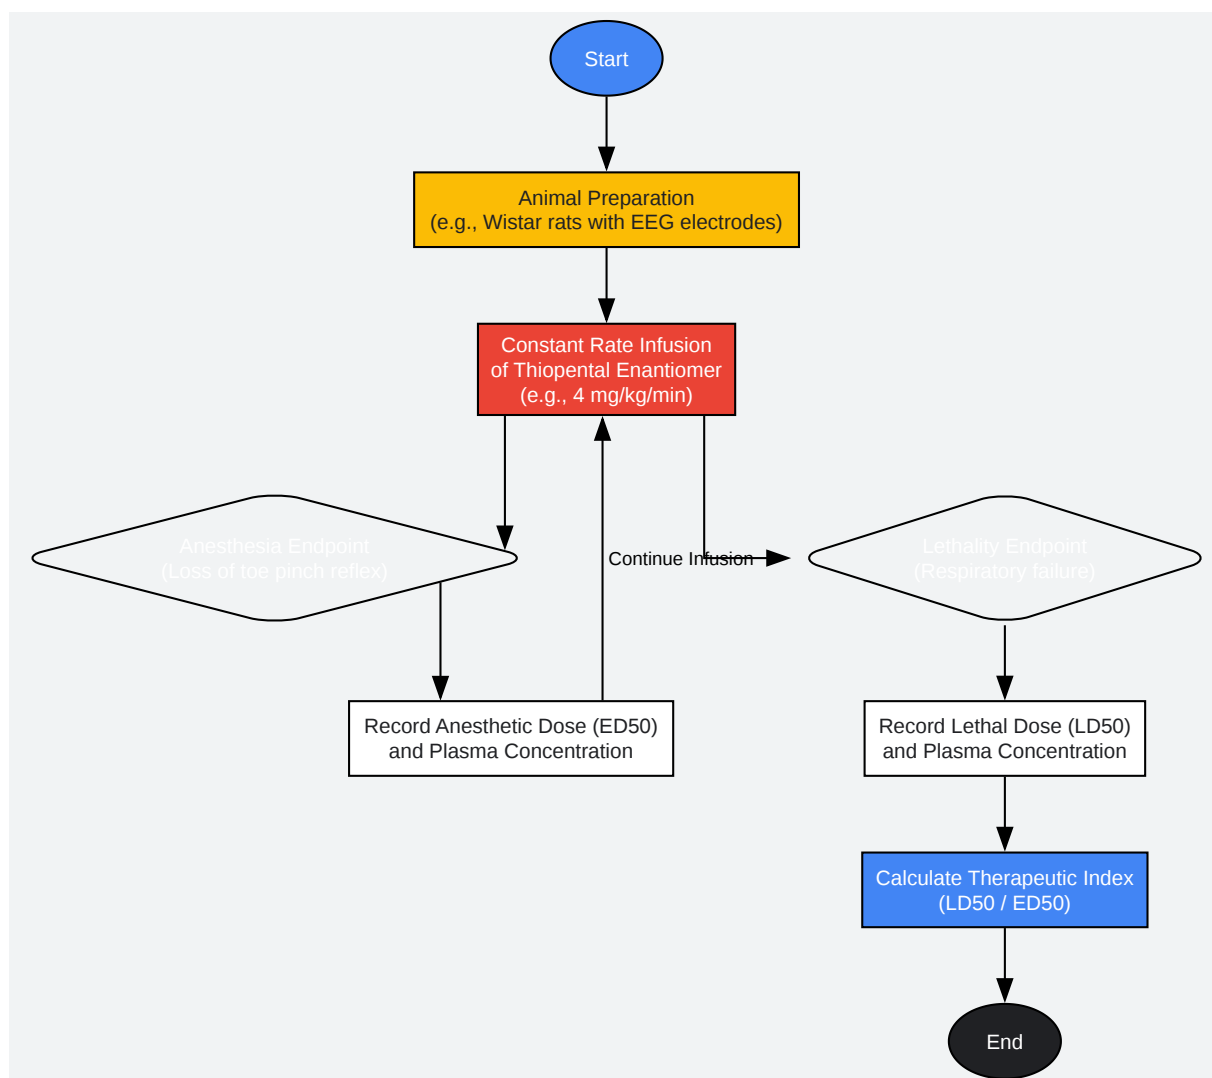 Start
Animal Preparation
(e.g., Wistar rats with EEG electrodes)
Constant Rate Infusion
of Thiopental Enantiomer
(e.g., 4 mg/kg/min)
Anesthesia Endpoint
(Loss of toe pinch reflex)
Continue Infusion
Lethality Endpoint
(Respiratory failure)
Record Anesthetic Dose (ED50)
and Plasma Concentration
Record Lethal Dose (LD50)
and Plasma Concentration
Calculate Therapeutic Index
(LD50 / ED50)
End